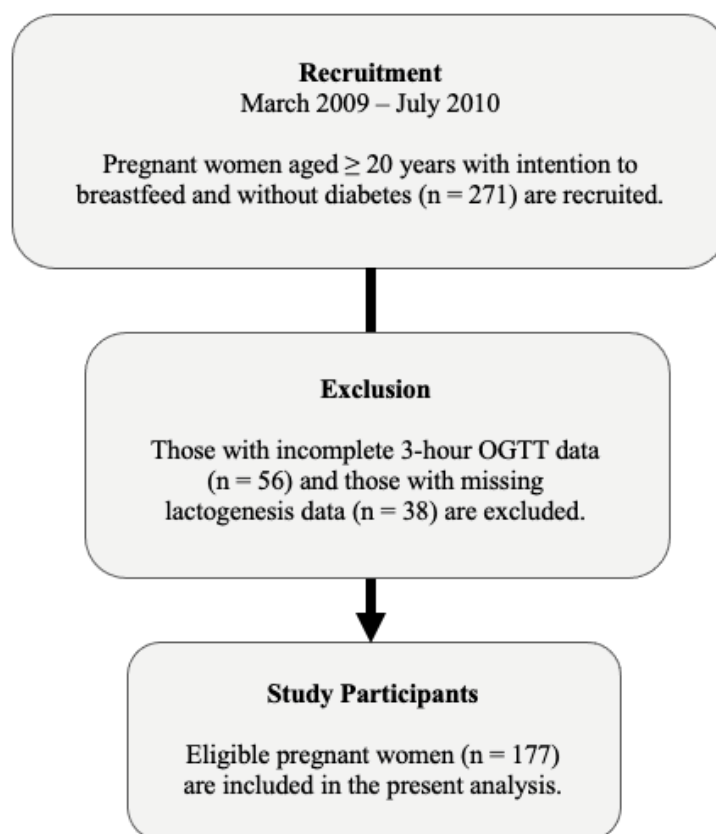 Recruitment
March 2009 – July 2010
Pregnant women aged ≥ 20 years with intention to
breastfeed and without diabetes (n = 271) are recruited.
Exclusion
Those with incomplete 3-hour OGTT data
(n = 56) and those with missing
lactogenesis data (n = 38) are excluded.
Study Participants
Eligible pregnant women (n = 177)
are included in the present analysis.